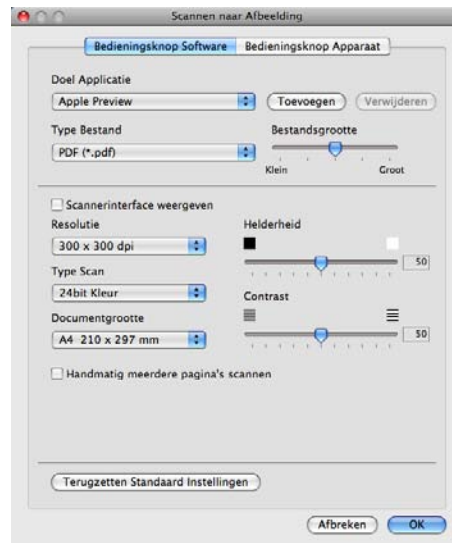 Scannen naar Afbeelding
Bedieningsknop Software Bedieningsknop Apparaat
Doel Applicatie
Apple Preview Toevoegen Verwijderen
Type Bestand Bestandsgrootte
PDF (*.pdf)
Klein Groot
Scannerinterface weergeven
Resolutie Helderheid
300 x 300 dpi
50
Type Scan
24bit Kleur Contrast
Documentgrootte
A4 210 x 297 mm 50
Handmatig meerdere pagina's scannen
Terugzetten Standaard Instellingen
Afbreken OK